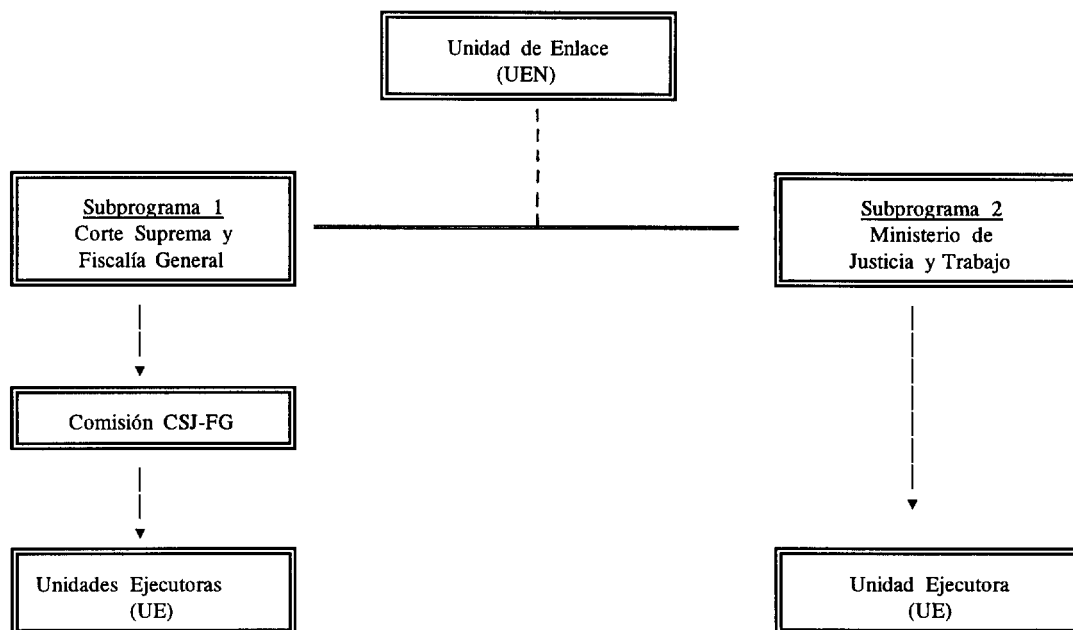 Unidad de Enlace
(UEN)
Subprograma 1
Corte Suprema y
Fiscalía General
Subprograma 2
Ministerio de
Justicia y Trabajo
Comisión CSJ-FG
Unidades Ejecutoras
(UE)
Unidad Ejecutora
(UE)